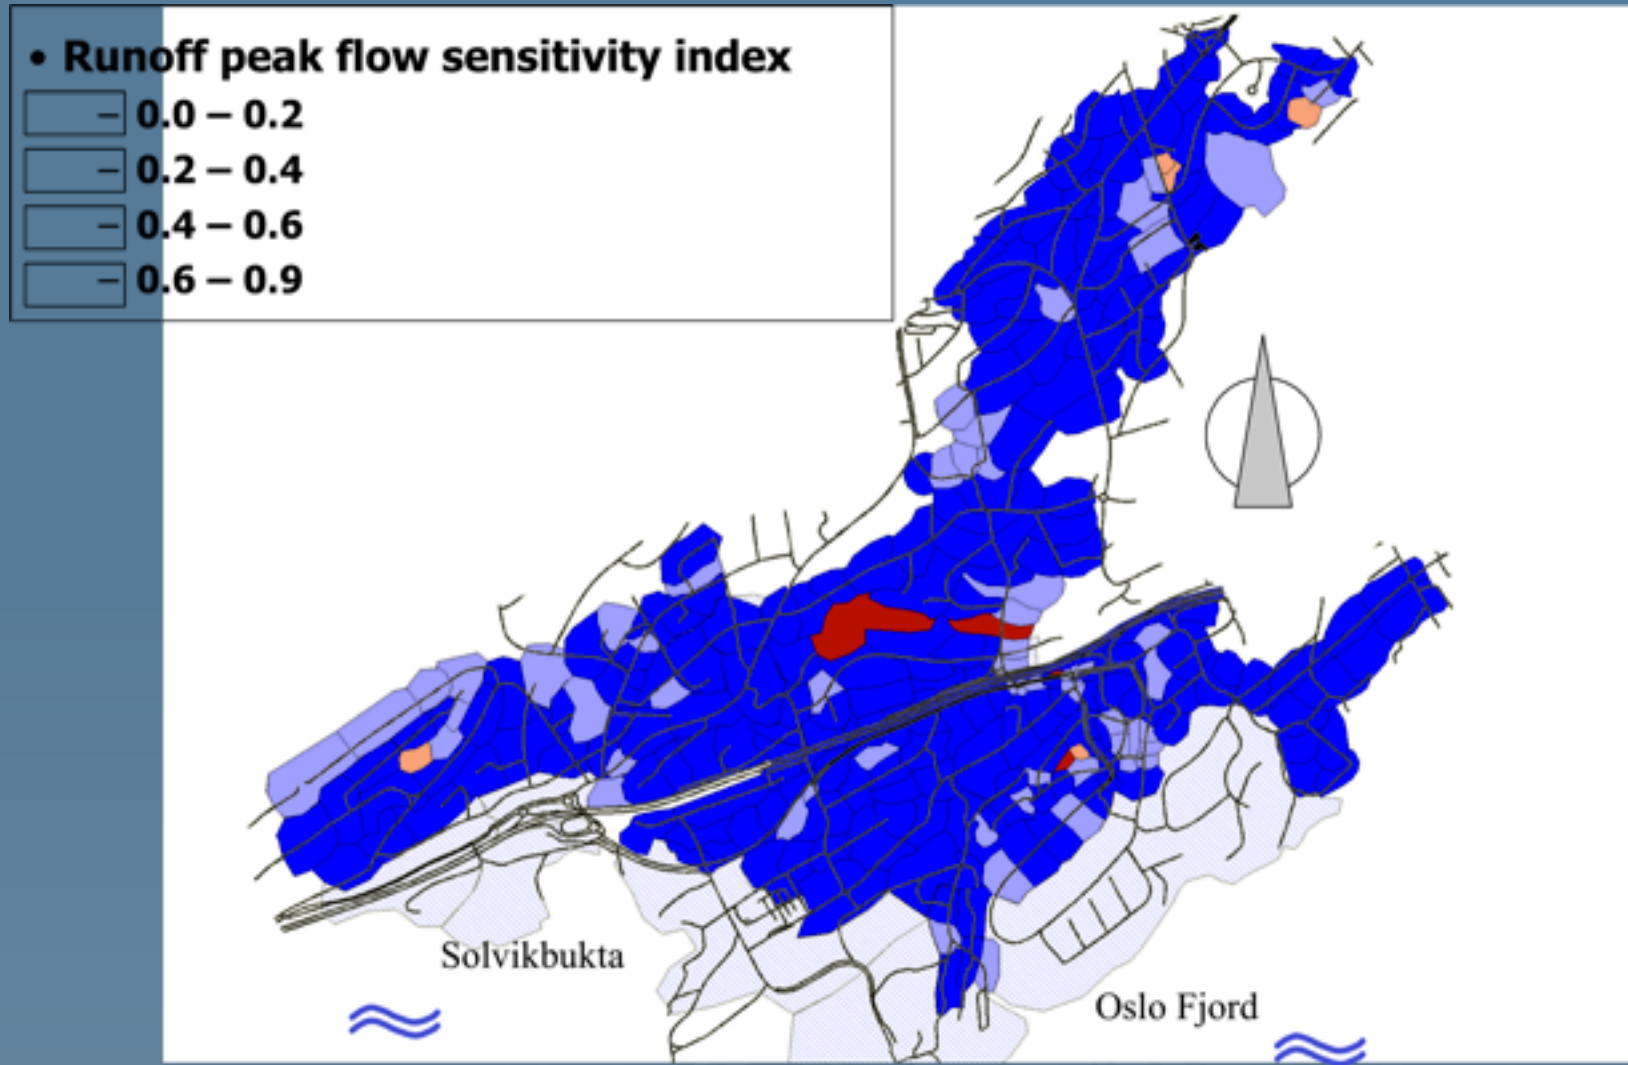 • Runoff peak flow sensitivity index
– 0.0 – 0.2
– 0.2 – 0.4
– 0.4 – 0.6
– 0.6 – 0.9
Solvikbukta
Oslo Fjord